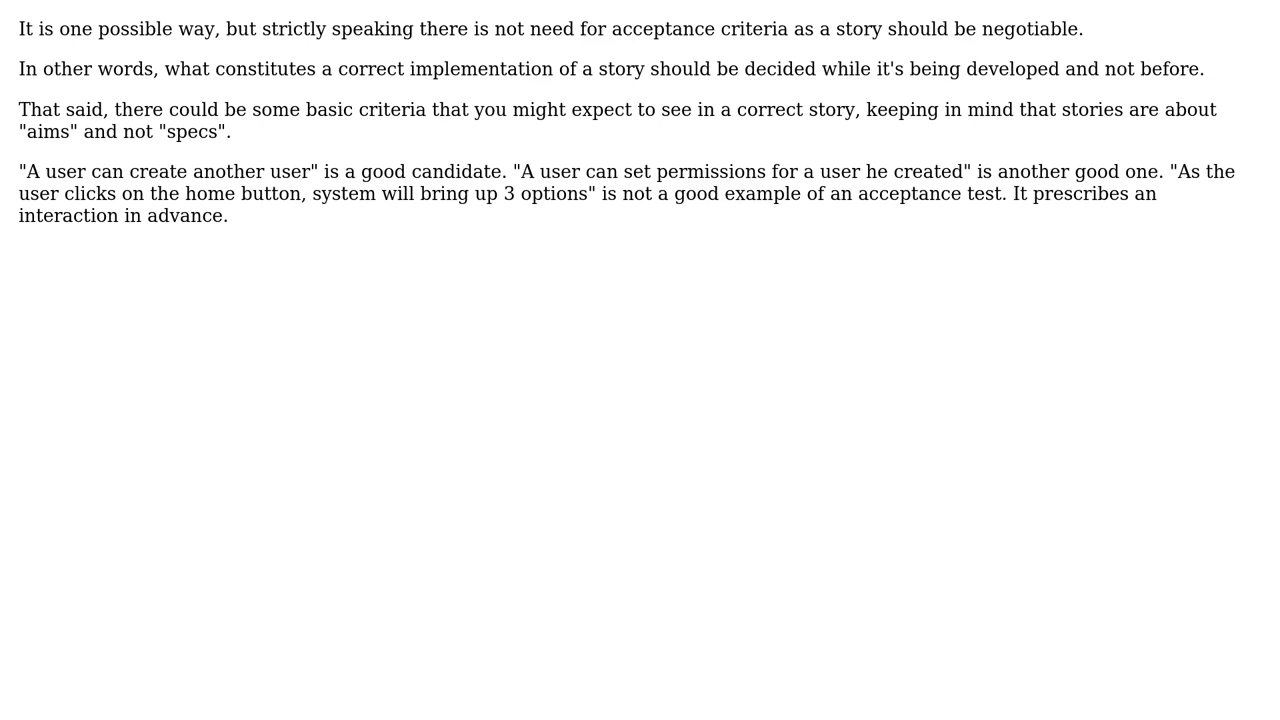 It is one possible way, but strictly speaking there is not need for acceptance criteria as a story should be negotiable.
In other words, what constitutes a correct implementation of a story should be decided while it's being developed and not before.
That said, there could be some basic criteria that you might expect to see in a correct story, keeping in mind that stories are about
"aims" and not "specs".
"A user can create another user" is a good candidate. "A user can set permissions for a user he created" is another good one. "As the
user clicks on the home button, system will bring up 3 options" is not a good example of an acceptance test. It prescribes an
interaction in advance.